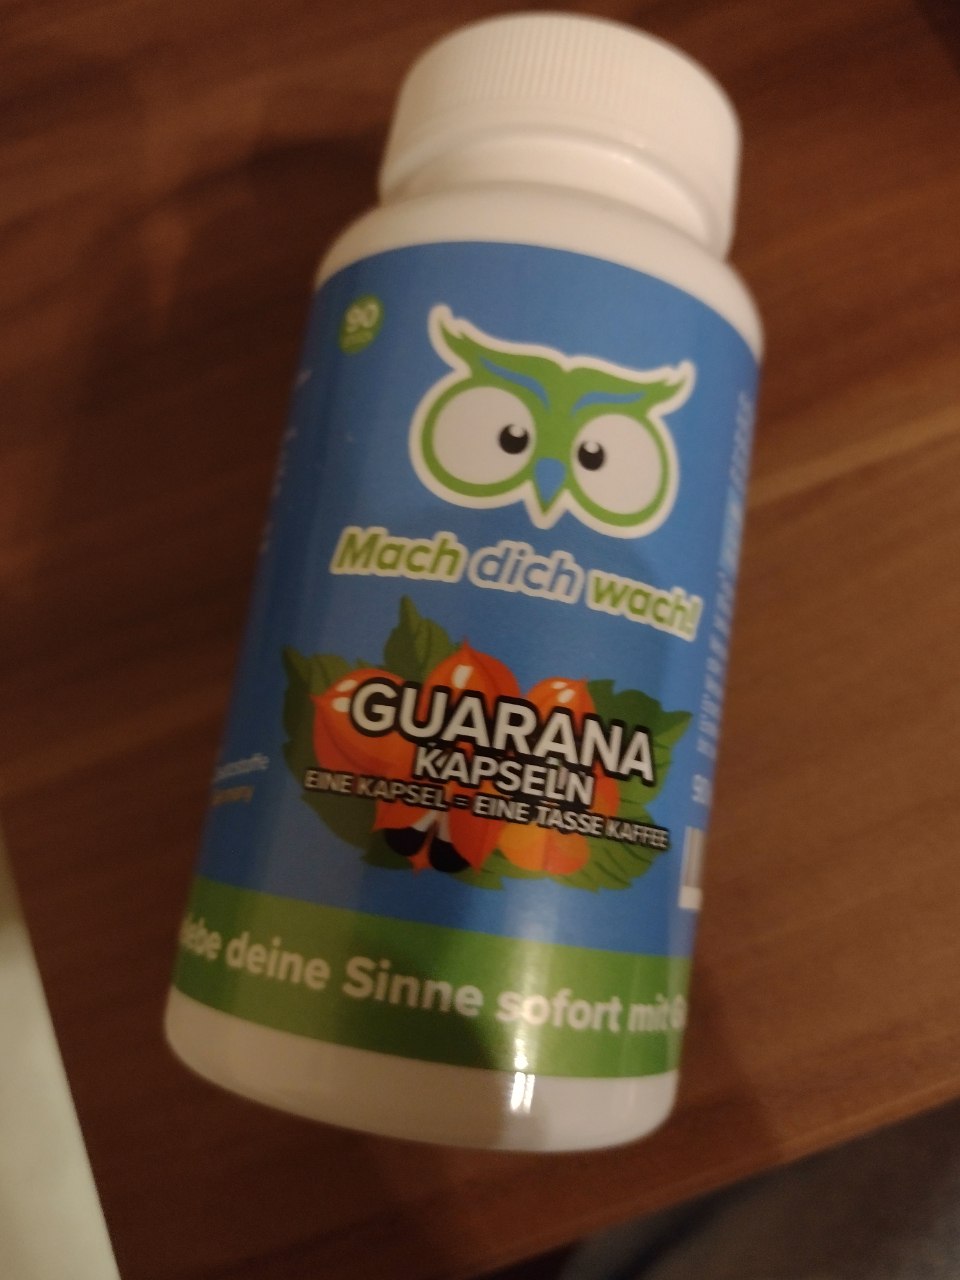 90
Mach dich wach!
GUARANA
KAPSELN
EINE KAPSEL = EINE TASSE KAFFEE
deine Sinne sofort mit